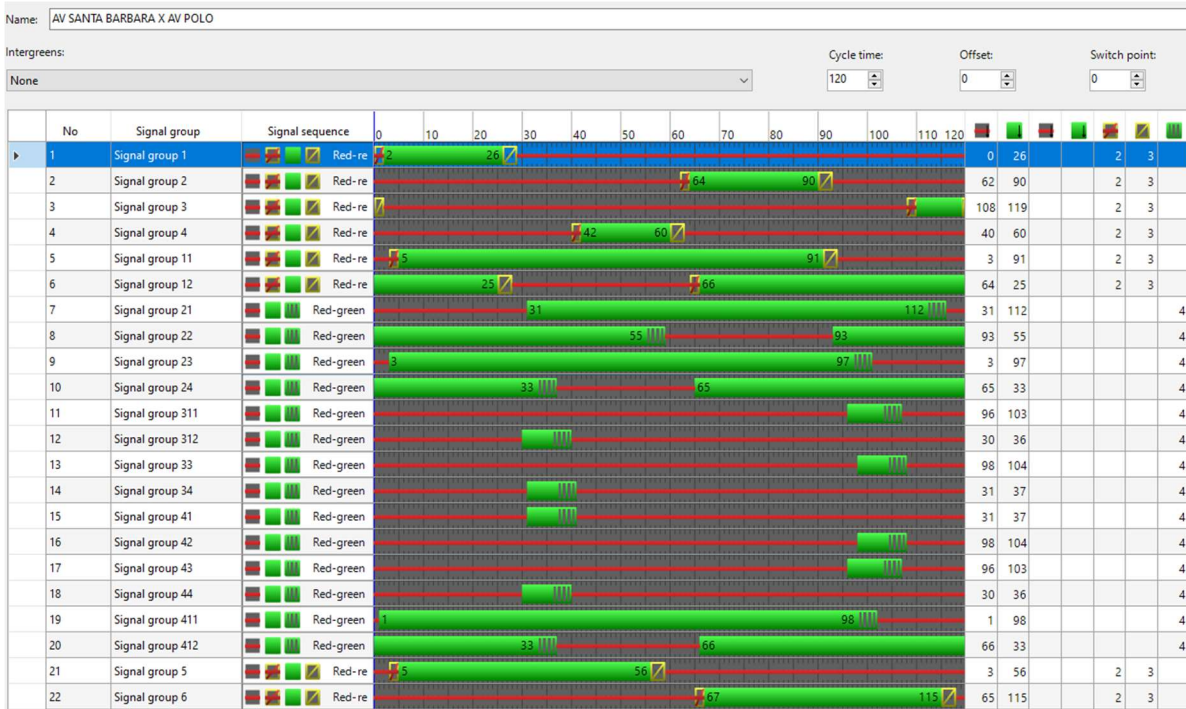 Name: AV SANTA BARBARA X AV POLO
Intergreens: Cycle time: Offset: Switch point:
None 120 0 0
No Signal group Signal sequence 0 10 20 30 40 50 60 70 80 90 100 110 120
1 Signal group 1 Red-re 2 26 0 26 2 3
2 Signal group 2 Red-re 64 90 62 90 2 3
3 Signal group 3 Red-re 108 119 2 3
4 Signal group 4 Red-re 42 60 40 60 2 3
5 Signal group 11 Red-re 5 91 3 91 2 3
6 Signal group 12 Red-re 25 66 64 25 2 3
7 Signal group 21 Red-green 31 112 31 112 4
8 Signal group 22 Red-green 55 93 93 55 4
9 Signal group 23 Red-green 3 97 3 97 4
10 Signal group 24 Red-green 33 65 65 33 4
11 Signal group 311 Red-green 96 103 4
12 Signal group 312 Red-green 30 36 4
13 Signal group 33 Red-green 98 104 4
14 Signal group 34 Red-green 31 37 4
15 Signal group 41 Red-green 31 37 4
16 Signal group 42 Red-green 98 104 4
17 Signal group 43 Red-green 96 103 4
18 Signal group 44 Red-green 30 36 4
19 Signal group 411 Red-green 1 98 1 98 4
20 Signal group 412 Red-green 33 66 66 33 4
21 Signal group 5 Red-re 5 56 3 56 2 3
22 Signal group 6 Red-re 67 115 65 115 2 3